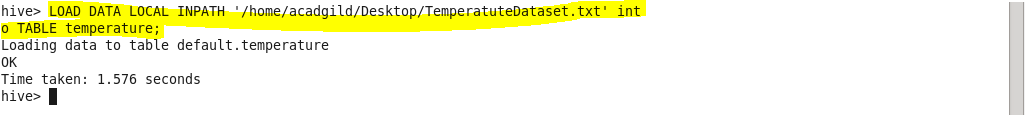 hive> LOAD DATA LOCAL INPATH '/home/acadgild/Desktop/TemperatuteDataset.txt' int
o TABLE temperature;
Loading data to table default.temperature
OK
Time taken: 1.576 seconds
hive>